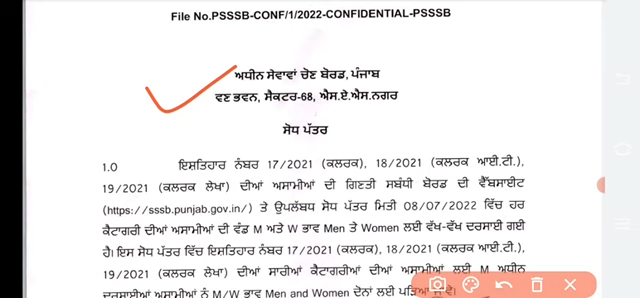 File No.PSSSB-CONF/1/2022-CONFIDENTIAL-PSSSB
ਅਧੀਨ ਸੇਵਾਵਾਂ ਚੋਣ ਬੋਰਡ, ਪੰਜਾਬ
ਵਣ ਭਵਨ, ਸੈਕਟਰ-68, ਐਸ.ਏ.ਐਸ.ਨਗਰ
ਸੋਧ ਪੱਤਰ
1.0 ਇਸ਼ਤਿਹਾਰ ਨੰਬਰ 17/2021 (ਕਲਰਕ), 18/2021 (ਕਲਰਕ ਆਈ.ਟੀ.),
19/2021 (ਕਲਰਕ ਲੇਖਾ) ਦੀਆਂ ਅਸਾਮੀਆਂ ਦੀ ਗਿਣਤੀ ਸਬੰਧੀ ਬੋਰਡ ਦੀ ਵੈੱਬਸਾਈਟ
(https://sssb.punjab.gov.in/) ਤੇ ਉਪਲੱਬਧ ਸੋਧ ਪੱਤਰ ਮਿਤੀ 08/07/2022 ਵਿੱਚ ਹਰ
ਕੈਟਾਗਰੀ ਦੀਆਂ ਅਸਾਮੀਆਂ ਦੀ ਵੰਡ M ਅਤੇ W ਭਾਵ Men ਤੇ Women ਲਈ ਵੱਖ-ਵੱਖ ਦਰਸਾਈ ਗਈ
ਹੈ। ਇਸ ਸੋਧ ਪੱਤਰ ਵਿੱਚ ਇਸ਼ਤਿਹਾਰ ਨੰਬਰ 17/2021 (ਕਲਰਕ), 18/2021 (ਕਲਰਕ ਆਈ.ਟੀ.),
19/2021 (ਕਲਰਕ ਲੇਖਾ) ਦੀਆਂ ਸਾਰੀਆਂ ਕੈਟਾਗਰੀਆਂ ਦੀਆਂ ਅਸਾਮੀਆਂ ਲਈ M ਅਧੀਨ
ਦਰਸਾਈਆਂ ਅਸਾਮੀਆਂ ਨੂੰ M/W ਭਾਵ Men and Women ਦੋਨਾਂ ਲਈ ਪੜਿਆ